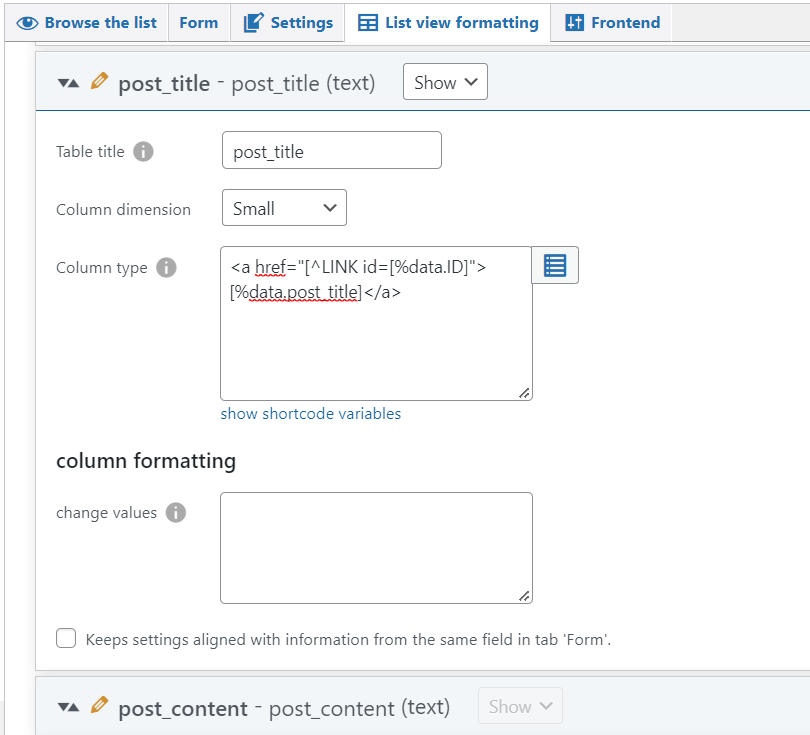 Browse the list Form Settings List view formatting Frontend
post_title - post_title (text) Show
Table title post_title
Column dimension Small
Column type <a href="[^LINK id=[%data.ID]">
[%data.post_title]</a>
show shortcode variables
column formatting
change values
Keeps settings aligned with information from the same field in tab 'Form'.
post_content - post_content (text) Show